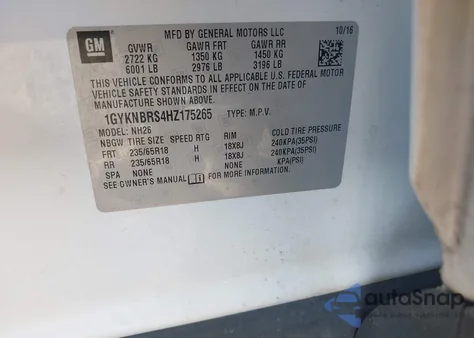 GM
MFD BY GENERAL MOTORS LLC 10/16
GVWR GAWR FRT GAWR RR
2722 KG 1350 KG 1450 KG
6001 LB 2976 LB 3196 LB
THIS VEHICLE CONFORMS TO ALL APPLICABLE U.S. FEDERAL MOTOR
VEHICLE SAFETY AND THEFT PREVENTION STANDARDS IN EFFECT ON THE DATE OF
MANUFACTURE SHOWN ABOVE.
1GYKNBRS4HZ175265 TYPE: M.P.V.
MODEL: NH26
NBGW TIRE SIZE SPEED RTG RIM COLD TIRE PRESSURE
FRT 235/65R18 H 18X8J 240KPA(35PSI)
RR 235/65R18 H 18X8J 240KPA(35PSI)
SPA NONE NONE KPA(PSI)
SEE OWNER'S MANUAL FOR MORE INFORMATION.
autoSnap